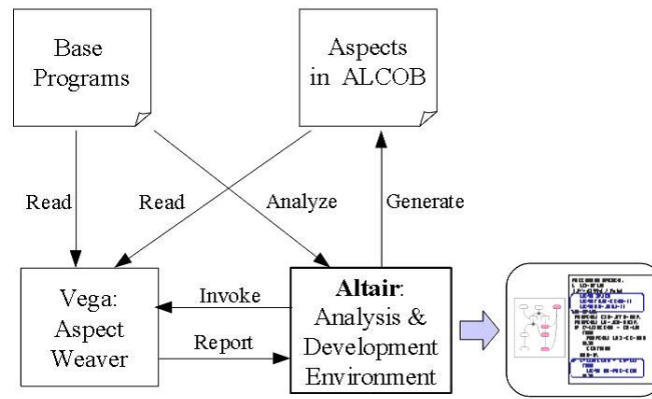 Base
Programs
Aspects
in ALCOB
Read
Read
Analyze
Generate
Vega:
Aspect
Weaver
Invoke
Report
Altair:
Analysis &
Development
Environment